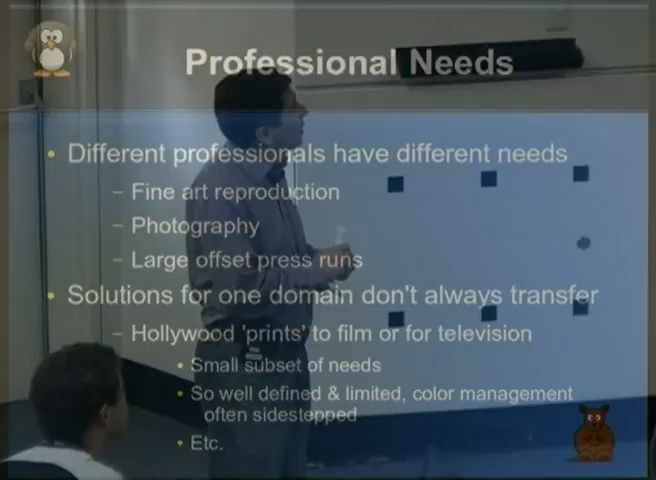 Professional Needs
• Different professionals have different needs
– Fine art reproduction
– Photography
– Large offset press runs
• Solutions for one domain don't always transfer
– Hollywood 'prints' to film or for television
• Small subset of needs
• So well defined & limited, color management
often sidestepped
• Etc.